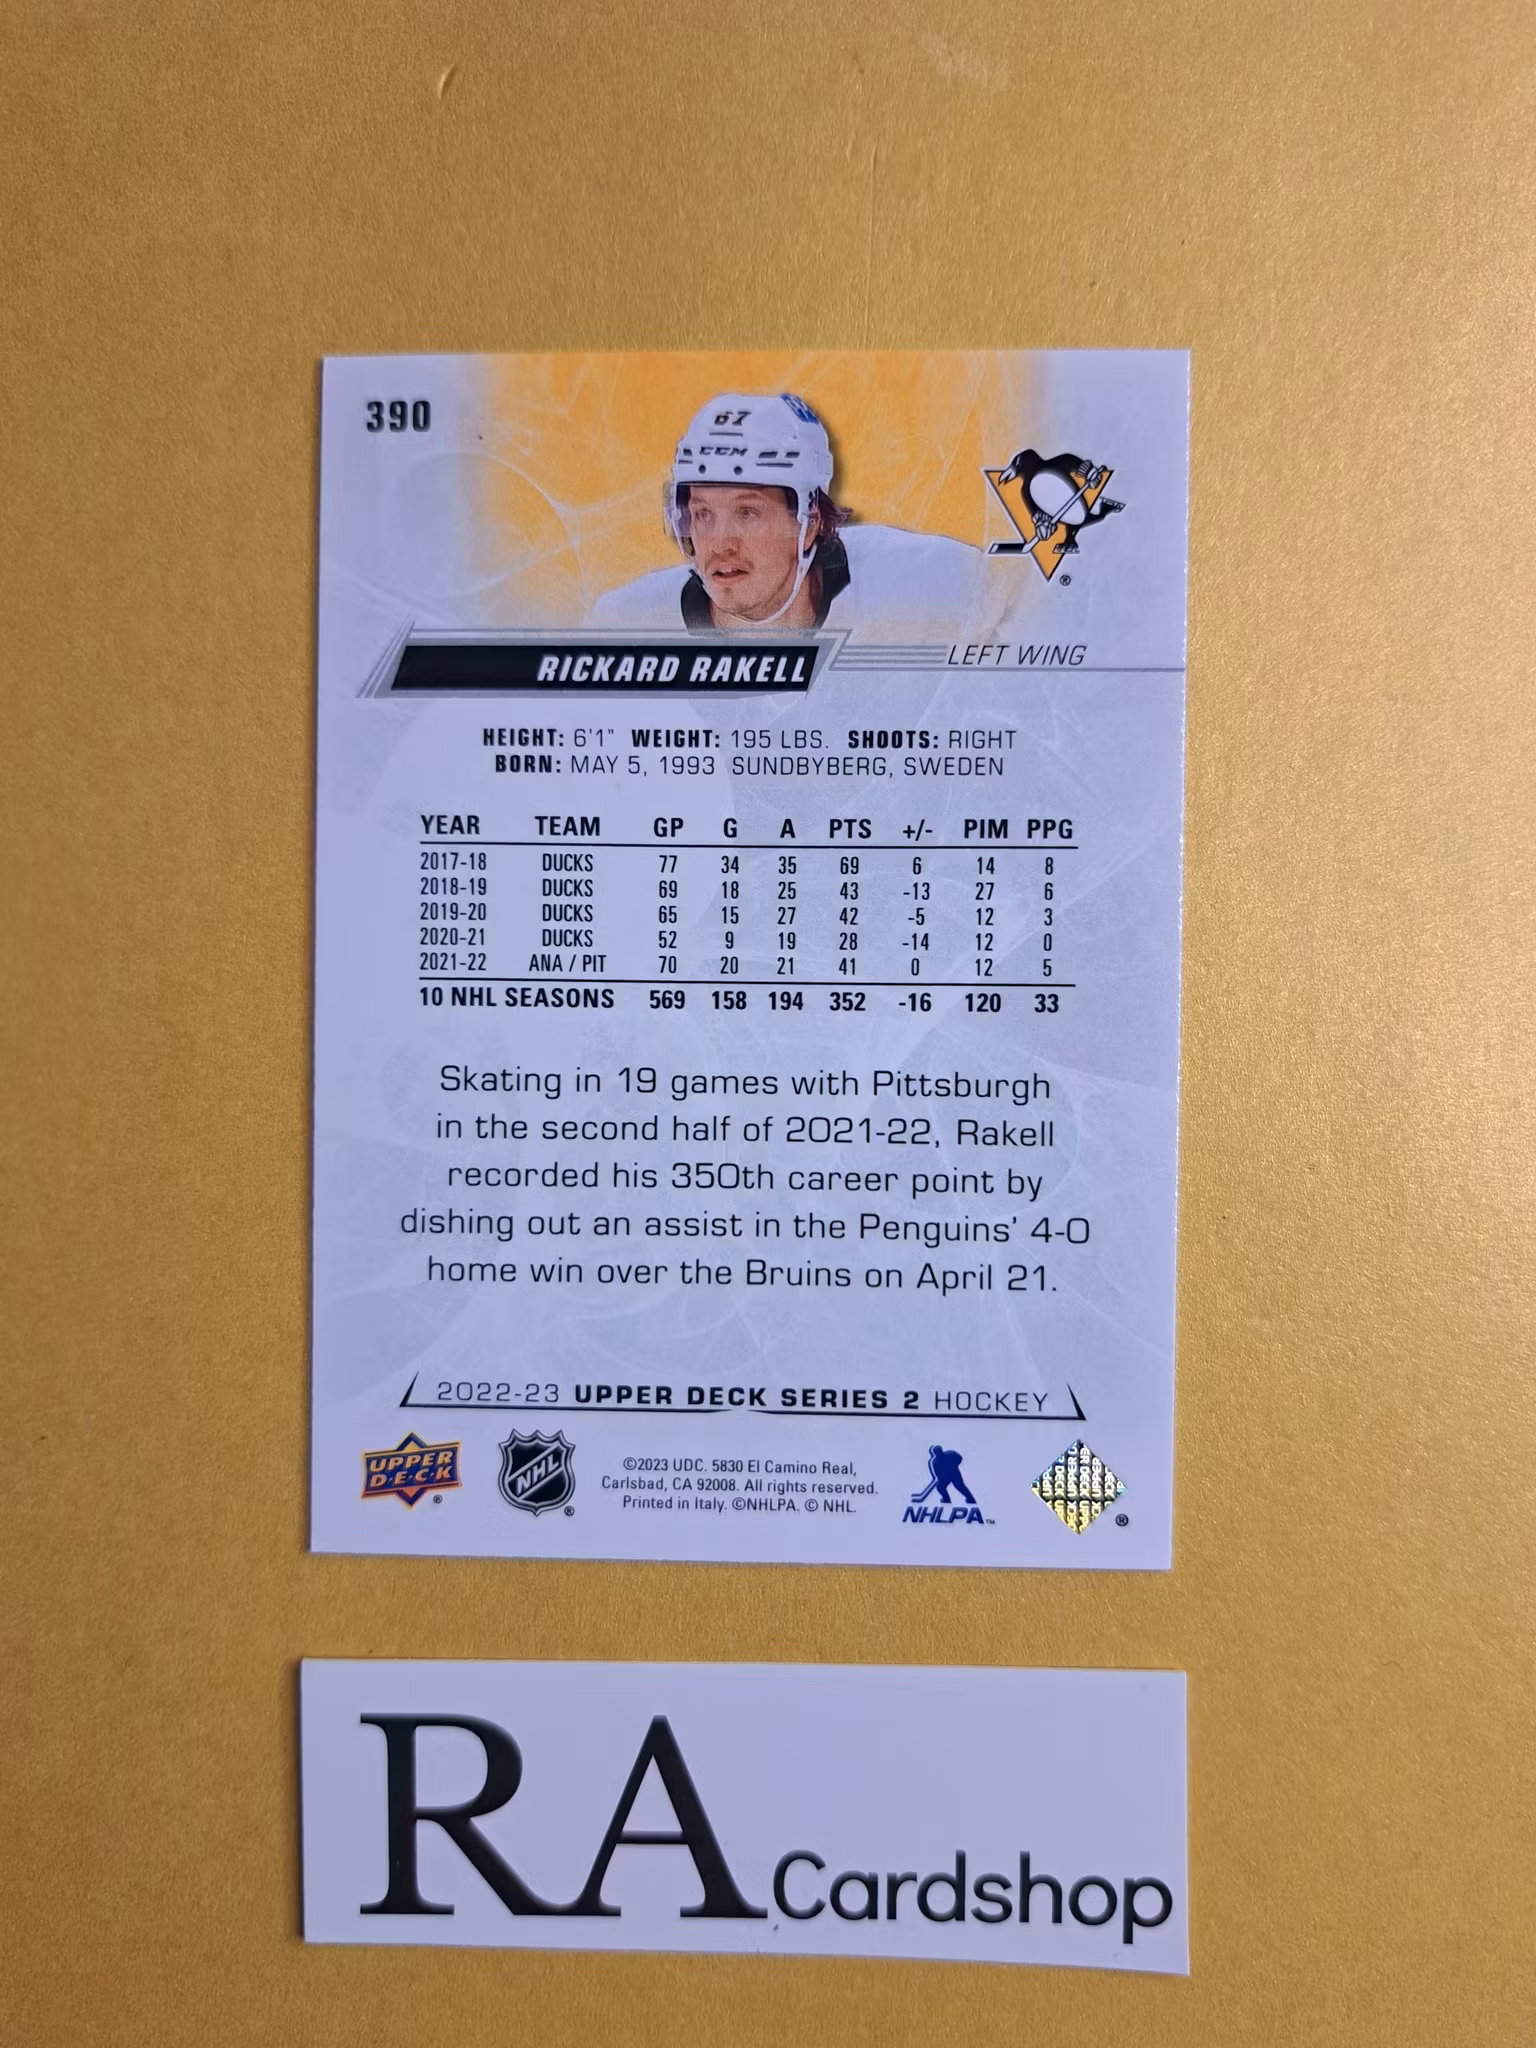 390
67
CCM
®
RICKARD RAKELL
LEFT WING
HEIGHT: 6'1" WEIGHT: 195 LBS. SHOOTS: RIGHT
BORN: MAY 5, 1993 SUNDBYBERG, SWEDEN
YEAR TEAM GP G A PTS +/- PIM PPG
2017-18 DUCKS 77 34 35 69 6 14 8
2018-19 DUCKS 69 18 25 43 -13 27 6
2019-20 DUCKS 65 15 27 42 -5 12 3
2020-21 DUCKS 52 9 19 28 -14 12 0
2021-22 ANA / PIT 70 20 21 41 0 12 5
10 NHL SEASONS 569 158 194 352 -16 120 33
Skating in 19 games with Pittsburgh
in the second half of 2021-22, Rakell
recorded his 350th career point by
dishing out an assist in the Penguins' 4-0
home win over the Bruins on April 21.
2022-23 UPPER DECK SERIES 2 HOCKEY
UPPER
D·E·C·K
®
NHL
®
©2023 UDC. 5830 El Camino Real,
Carlsbad, CA 92008. All rights reserved.
Printed in Italy. ©NHLPA. © NHL.
NHLPA™
UPPER DECK
®
RA Cardshop